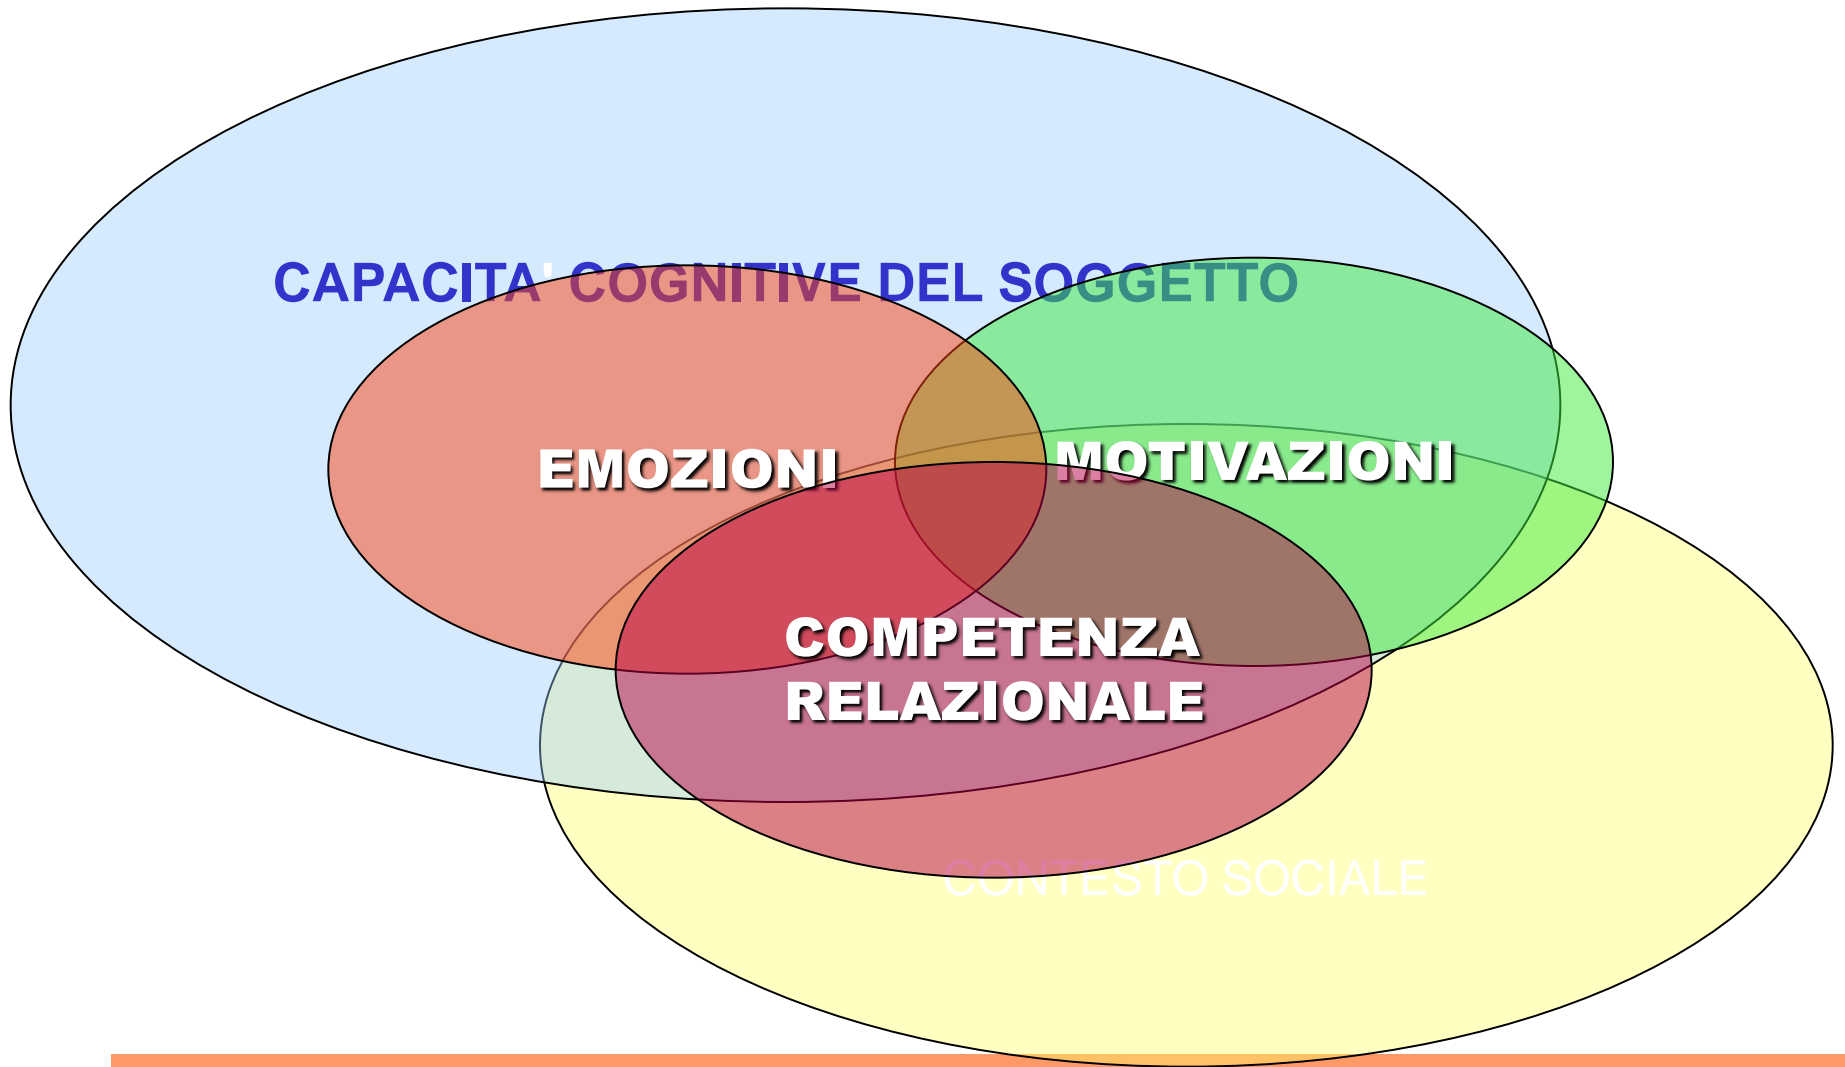 CAPACITA' COGNITIVE DEL SOGGETTO
EMOZIONI
MOTIVAZIONI
COMPETENZA
RELAZIONALE
CONTESTO SOCIALE